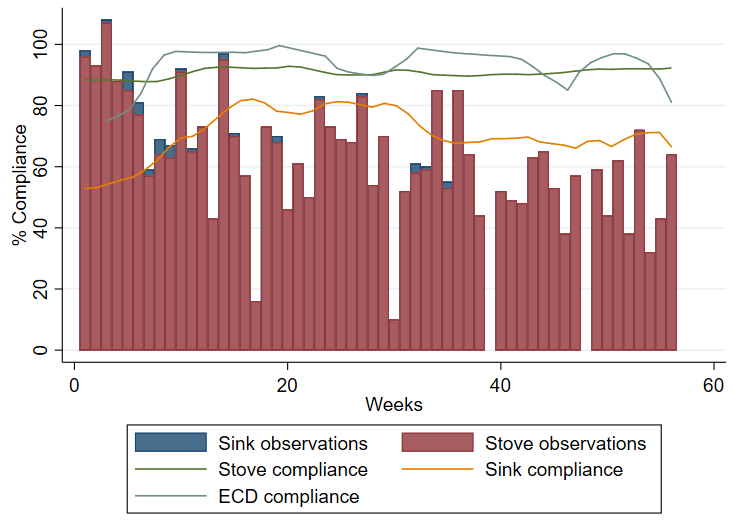 % Compliance
100
80
60
40
20
0
0 20 40 60
Weeks
Sink observations Stove observations
Stove compliance Sink compliance
ECD compliance